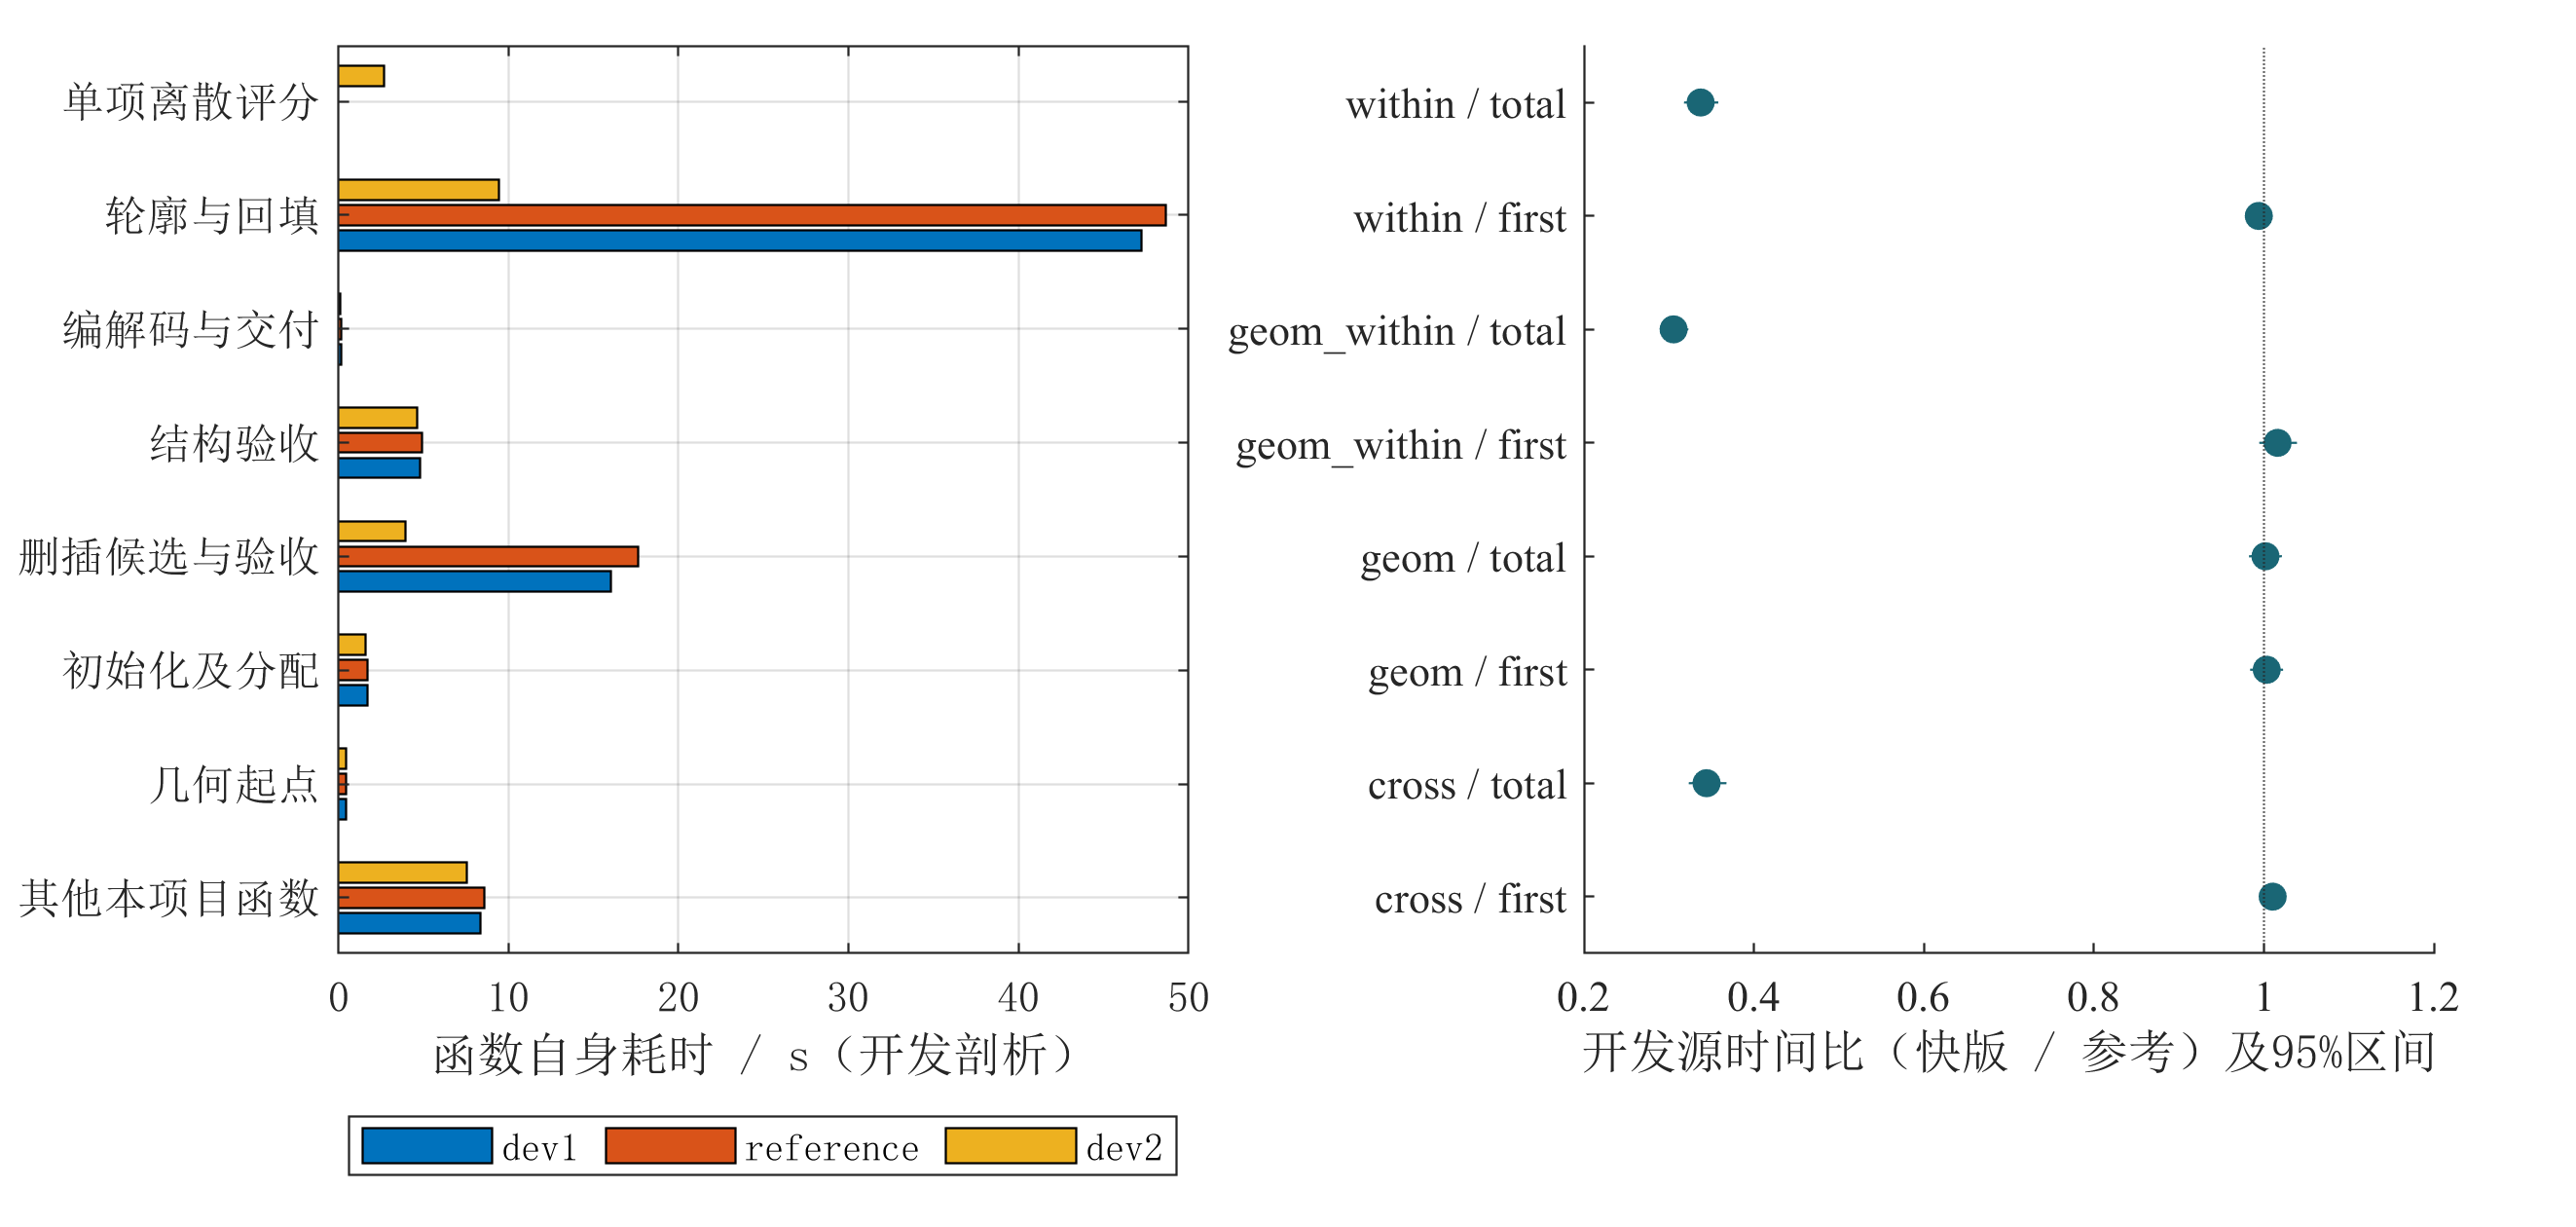 单项离散评分
轮廓与回填
编解码与交付
结构验收
删插候选与验收
初始化及分配
几何起点
其他本项目函数
0 10 20 30 40 50
函数自身耗时 / s（开发剖析）
dev1 reference dev2
within / total
within / first
geom_within / total
geom_within / first
geom / total
geom / first
cross / total
cross / first
0.2 0.4 0.6 0.8 1 1.2
开发源时间比（快版 / 参考）及95%区间